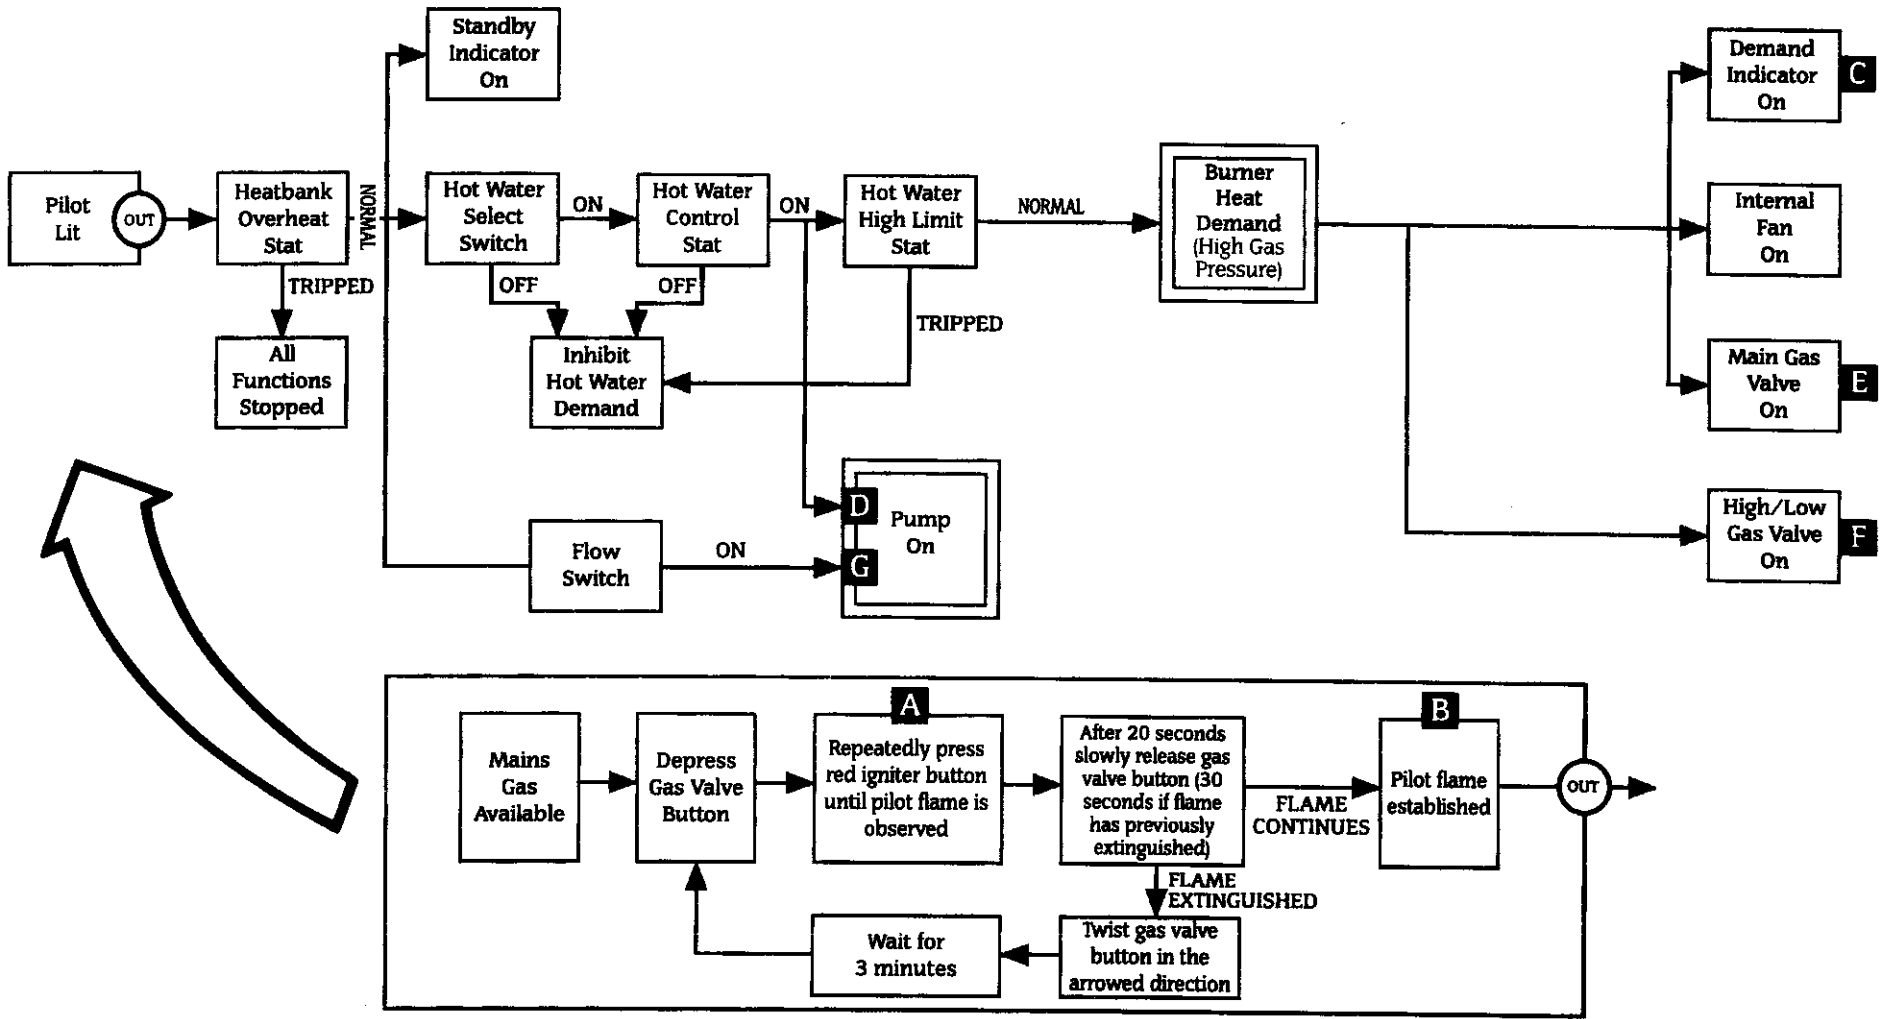 Standby
Indicator
On
Demand
Indicator
On
C
Pilot
Lit
OUT
Heatbank
Overheat
Stat
NORMAL
Hot Water
Select
Switch
ON
Hot Water
Control
Stat
ON
Hot Water
High Limit
Stat
NORMAL
Burner
Heat
Demand
(High Gas
Pressure)
Internal
Fan
On
TRIPPED
OFF
OFF
TRIPPED
All
Functions
Stopped
Inhibit
Hot Water
Demand
Main Gas
Valve
On
E
D
Pump
On
G
Flow
Switch
ON
High/Low
Gas Valve
On
F
Mains
Gas
Available
Depress
Gas Valve
Button
A
Repeatedly press
red igniter button
until pilot flame is
observed
After 20 seconds
slowly release gas
valve button (30
seconds if flame
has previously
extinguished)
FLAME
CONTINUES
B
Pilot flame
established
OUT
FLAME
EXTINGUISHED
Wait for
3 minutes
Twist gas valve
button in the
arrowed direction